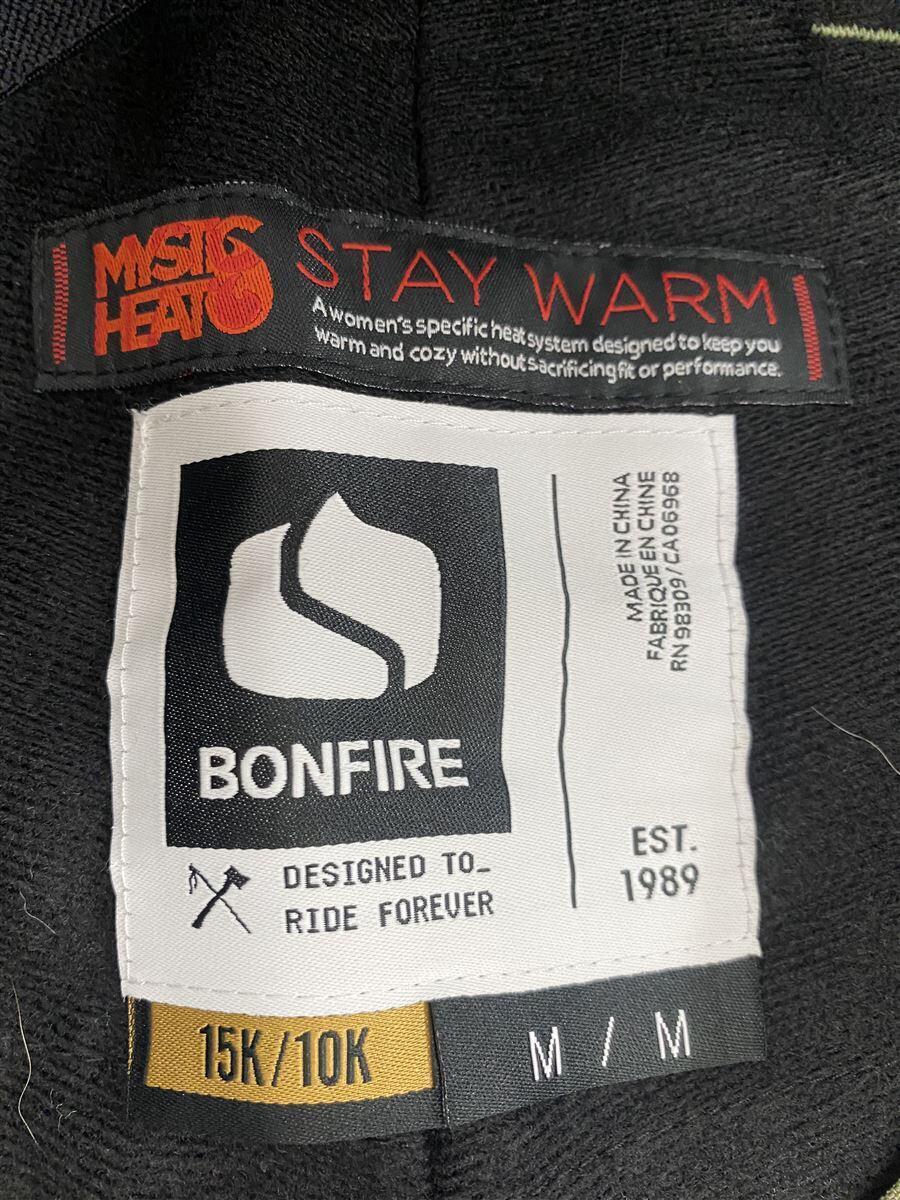 MYSTIC
HEAT
STAY WARM
A women's specific heat system designed to keep you
warm and cozy without sacrificing fit or performance.
MADE IN CHINA
FABRIQUE EN CHINE
RN 98309/CA06968
BONFIRE
DESIGNED TO_
RIDE FOREVER
EST.
1989
15K/10K
M / M